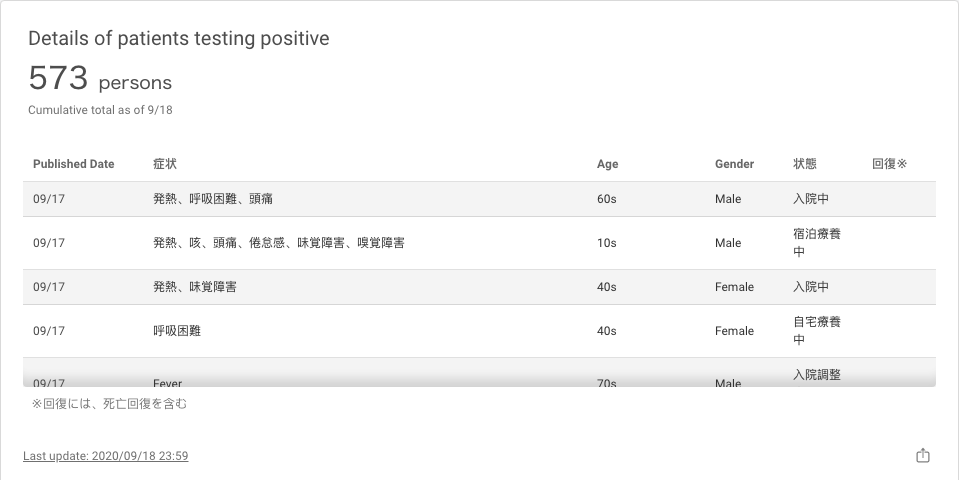 Details of patients testing positive
573 persons
Cumulative total as of 9/18
Published Date 症状 Age Gender 状態 回復※
09/17 発熱、呼吸困難、頭痛 60s Male 入院中
09/17 発熱、咳、頭痛、倦怠感、味覚障害、嗅覚障害 10s Male 宿泊療養
中
09/17 発熱、味覚障害 40s Female 入院中
09/17 呼吸困難 40s Female 自宅療養
中
09/17 Fever 70s Male 入院調整
※回復には、死亡回復を含む
Last update: 2020/09/18 23:59